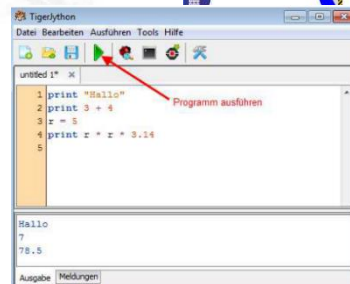 TigerJython
Datei Bearbeiten Ausführen Tools Hilfe
untitled 1* ×
1 print "Hallo"
2 print 3 + 4
3 r = 5
4 print r * r * 3.14
5
Programm ausführen
Hallo
7
78.5
Ausgabe Meldungen